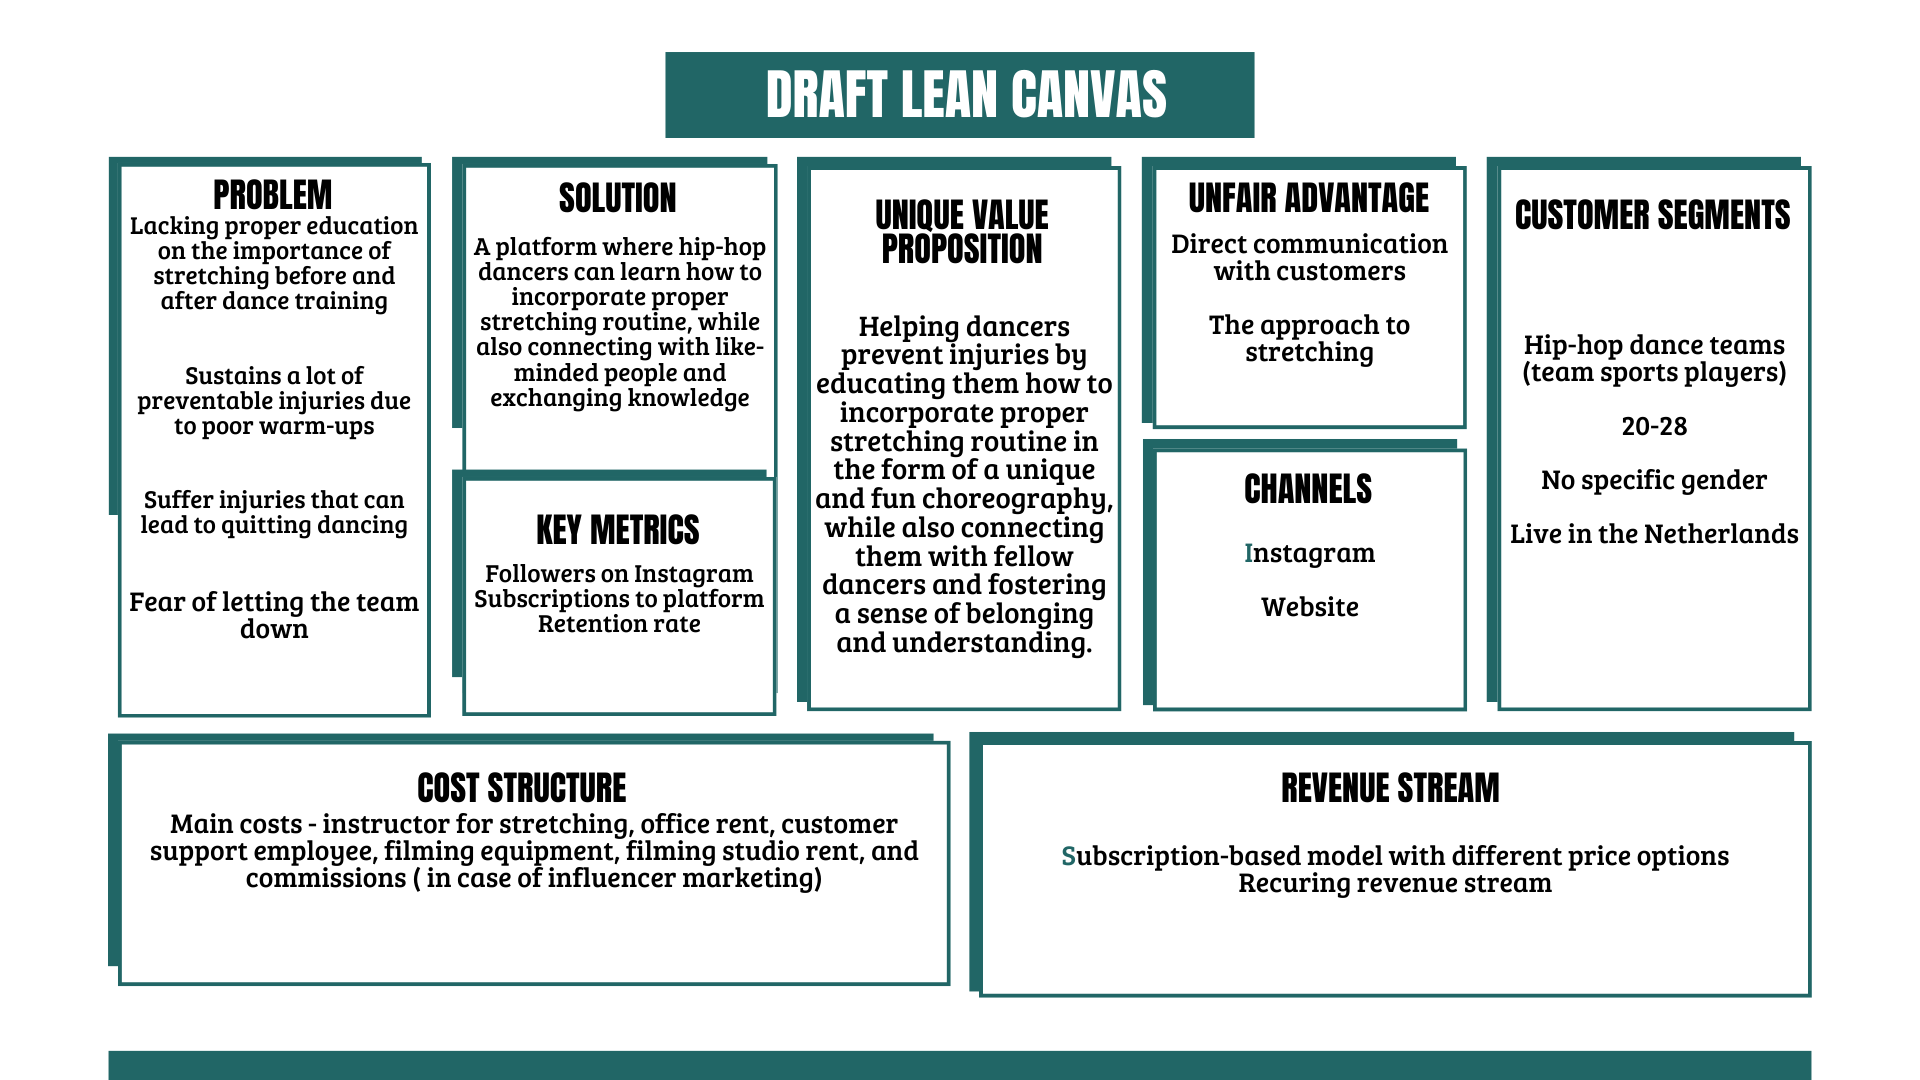 DRAFT LEAN CANVAS
PROBLEM
Lacking proper education
on the importance of
stretching before and
after dance training
Sustains a lot of
preventable injuries due
to poor warm-ups
Suffer injuries that can
lead to quitting dancing
Fear of letting the team
down
SOLUTION
A platform where hip-hop
dancers can learn how to
incorporate proper
stretching routine, while
also connecting with like-
minded people and
exchanging knowledge
KEY METRICS
Followers on Instagram
Subscriptions to platform
Retention rate
UNIQUE VALUE
PROPOSITION
Helping dancers
prevent injuries by
educating them how to
incorporate proper
stretching routine in
the form of a unique
and fun choreography,
while also connecting
them with fellow
dancers and fostering
a sense of belonging
and understanding.
UNFAIR ADVANTAGE
Direct communication
with customers
The approach to
stretching
CHANNELS
Instagram
Website
CUSTOMER SEGMENTS
Hip-hop dance teams
(team sports players)
20-28
No specific gender
Live in the Netherlands
COST STRUCTURE
Main costs - instructor for stretching, office rent, customer
support employee, filming equipment, filming studio rent, and
commissions ( in case of influencer marketing)
REVENUE STREAM
Subscription-based model with different price options
Recuring revenue stream